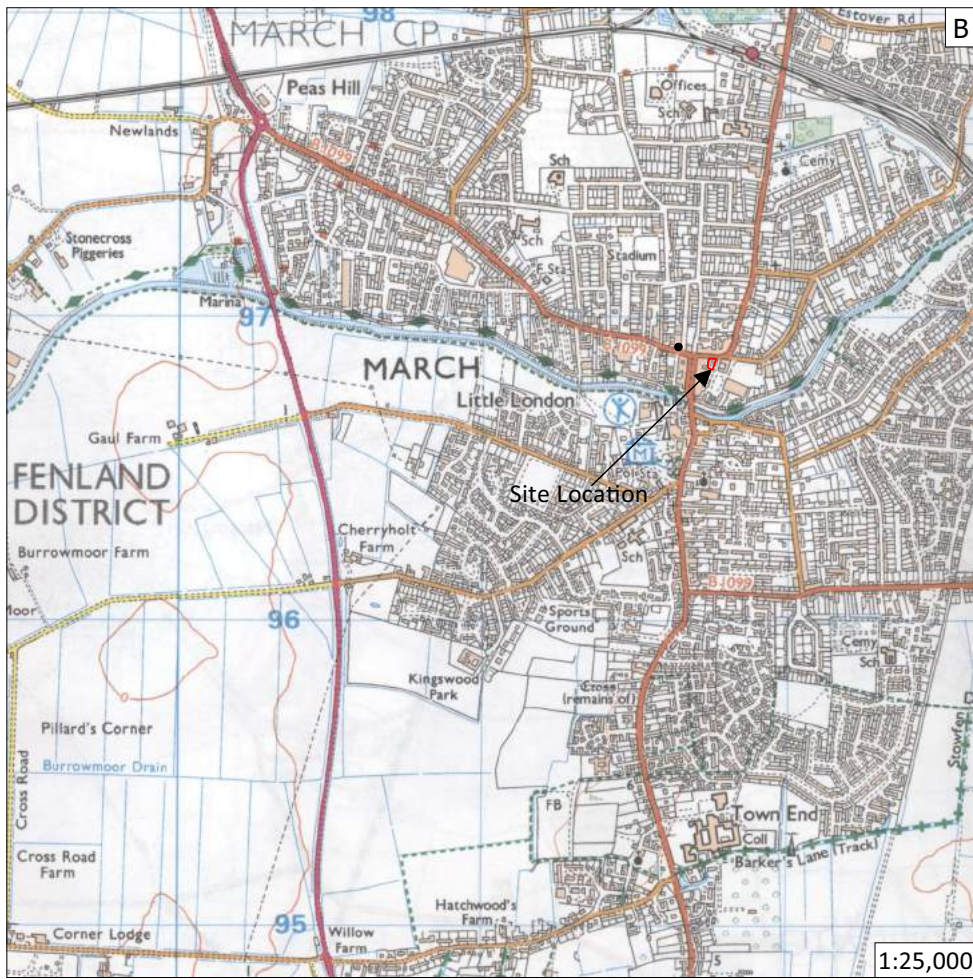 98
Estover Rd
B
MARCH CP
Peas Hill
Offices
Sch
Newlands
B1099
Sch
Cemy
Stonecross
Piggeries
Sch
F Sta
Stadium
Marina
97
B1099
MARCH
Little London
Gaul Farm
M
Pol Sta
FENLAND
DISTRICT
Site Location
Cherryholt
Farm
Burrowmoor Farm
Sch
B1099
Moor
96
Sports
Ground
Cemy
Sch
Kingswood
Park
Cross
(remains of)
Pillard's Corner
Burrowmoor Drain
Cross Road
FB
Town End
Coll
Barker's Lane (Track)
Cross Road
Farm
Hatchwood's
Farm
95
Corner Lodge
Willow
Farm
S
1:25,000